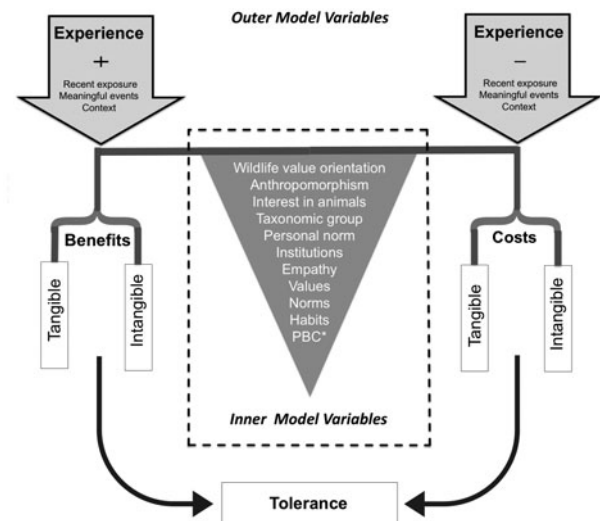 Outer Model Variables
Experience
+
Recent exposure
Meaningful events
Context
Experience
–
Recent exposure
Meaningful events
Context
Wildlife value orientation
Anthropomorphism
Interest in animals
Taxonomic group
Personal norm
Institutions
Empathy
Values
Norms
Habits
PBC*
Benefits
Tangible
Intangible
Costs
Tangible
Intangible
Inner Model Variables
Tolerance